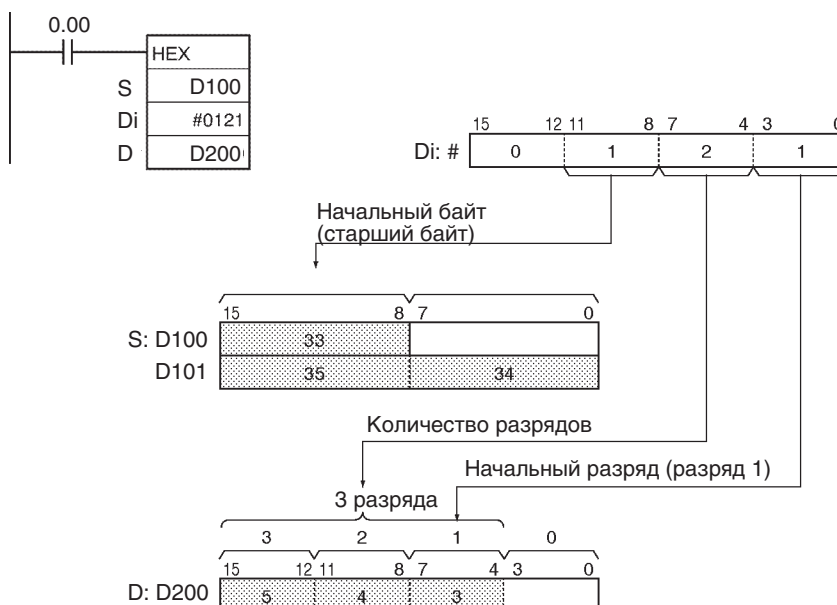 0.00
HEX
S D100
Di #0121
D D200
15 12 11 8 7 4 3 0
Di: # 0 1 2 1
Начальный байт
(старший байт)
15 8 7 0
S: D100 33
D101 35 34
Количество разрядов
Начальный разряд (разряд 1)
3 разряда
3 2 1 0
15 12 11 8 7 4 3 0
D: D200 5 4 3